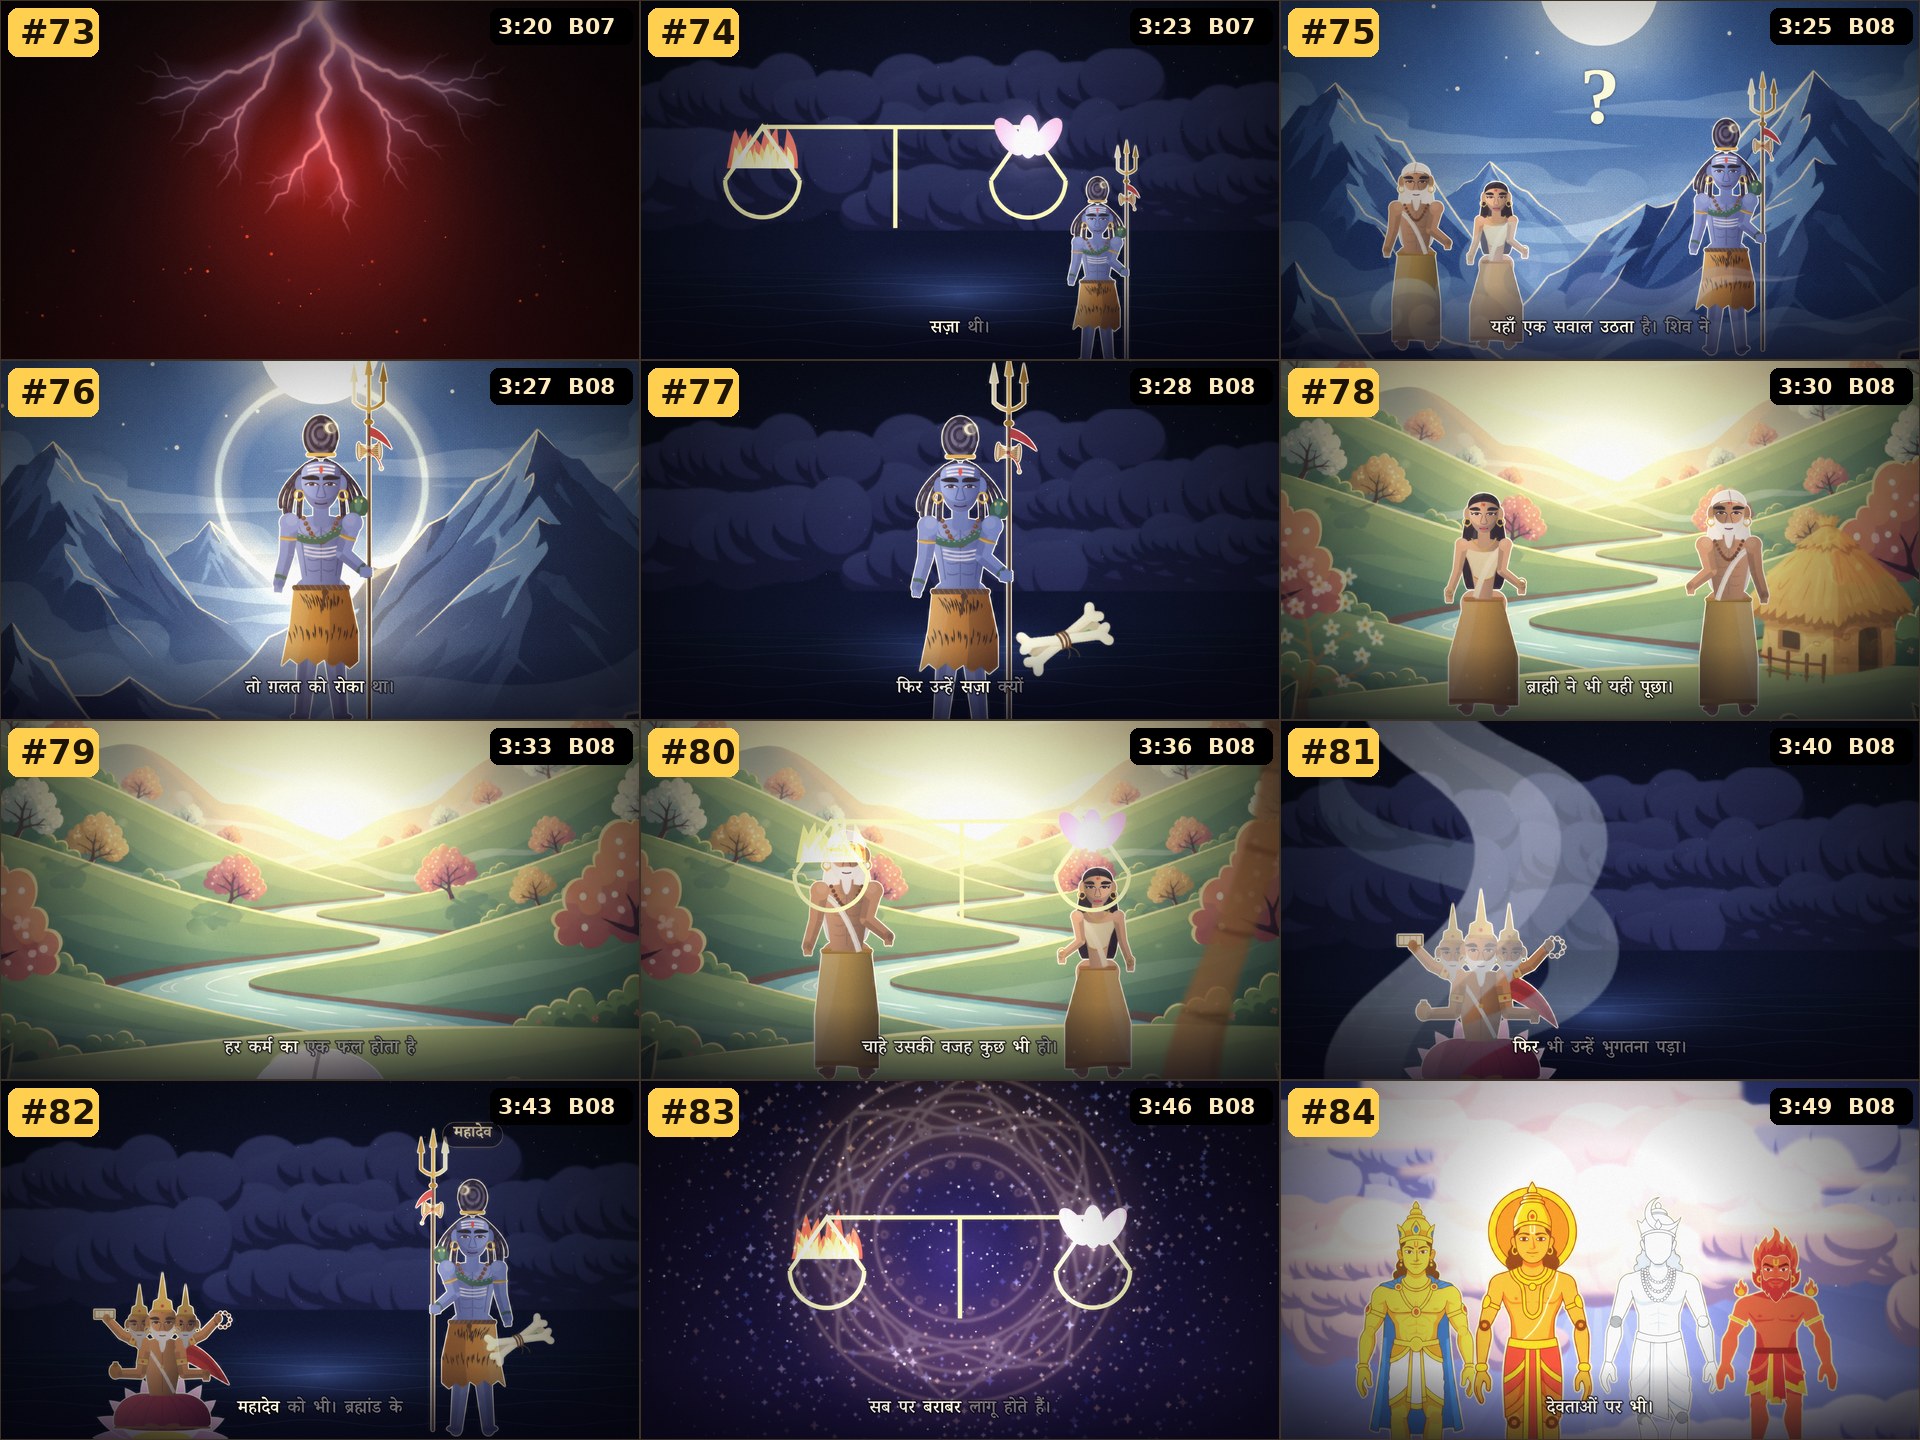 #73
3:20 B07
#74
3:23 B07
सज़ा थी।
#75
3:25 B08
?
यहाँ एक सवाल उठता है। शिव ने
#76
3:27 B08
तो ग़लत को रोका था।
#77
3:28 B08
फिर उन्हें सज़ा क्यों
#78
3:30 B08
ब्राह्मी ने भी यही पूछा।
#79
3:33 B08
हर कर्म का एक फल होता है
#80
3:36 B08
चाहे उसकी वजह कुछ भी हो।
#81
3:40 B08
फिर भी उन्हें भुगतना पड़ा।
#82
3:43 B08
महादेव
महादेव को भी। ब्रह्मांड के
#83
3:46 B08
सब पर बराबर लागू होते हैं।
#84
3:49 B08
देवताओं पर भी।